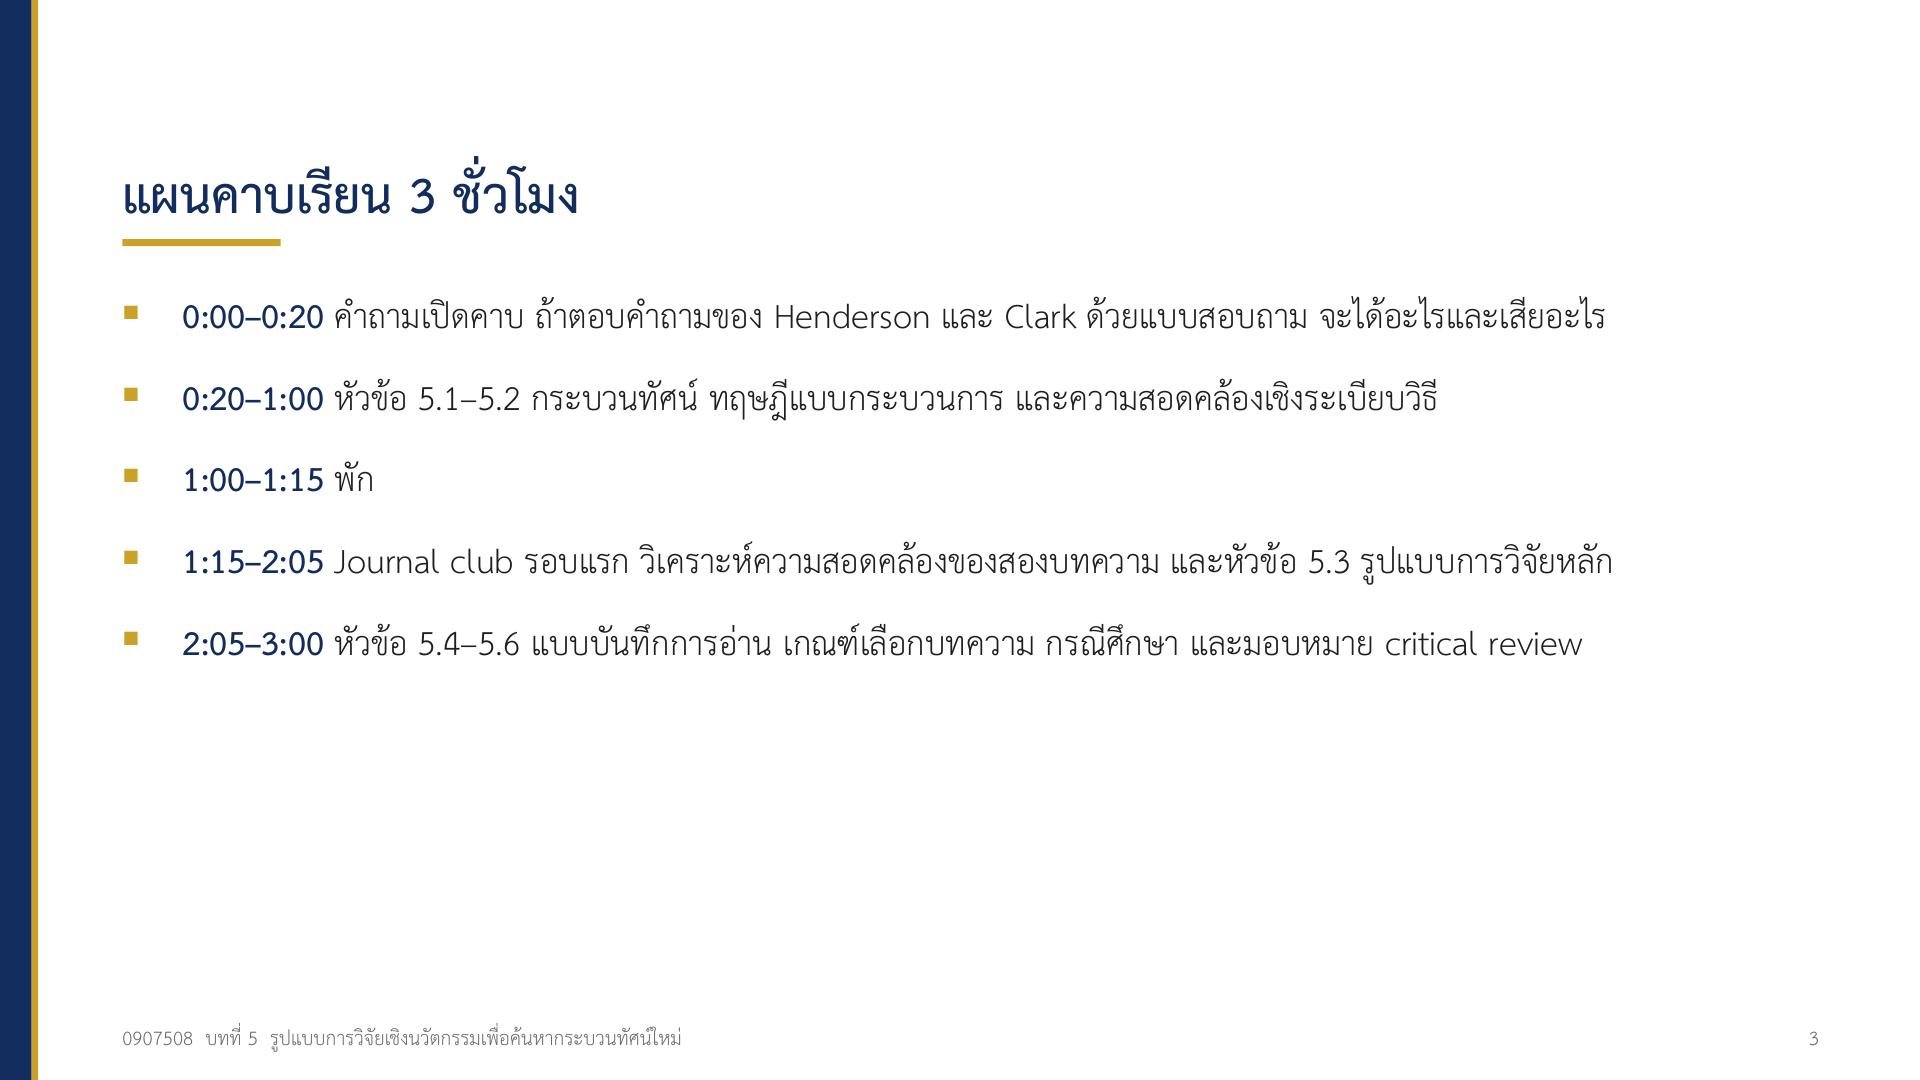 แผนคาบเรียน 3 ชั่วโมง
0:00–0:20 คำถามเปิดคาบ ถ้าตอบคำถามของ Henderson และ Clark ด้วยแบบสอบถาม จะได้อะไรและเสียอะไร
0:20–1:00 หัวข้อ 5.1–5.2 กระบวนทัศน์ ทฤษฎีแบบกระบวนการ และความสอดคล้องเชิงระเบียบวิธี
1:00–1:15 พัก
1:15–2:05 Journal club รอบแรก วิเคราะห์ความสอดคล้องของสองบทความ และหัวข้อ 5.3 รูปแบบการวิจัยหลัก
2:05–3:00 หัวข้อ 5.4–5.6 แบบบันทึกการอ่าน เกณฑ์เลือกบทความ กรณีศึกษา และมอบหมาย critical review
0907508 บทที่ 5 รูปแบบการวิจัยเชิงนวัตกรรมเพื่อค้นหากระบวนทัศน์ใหม่
3